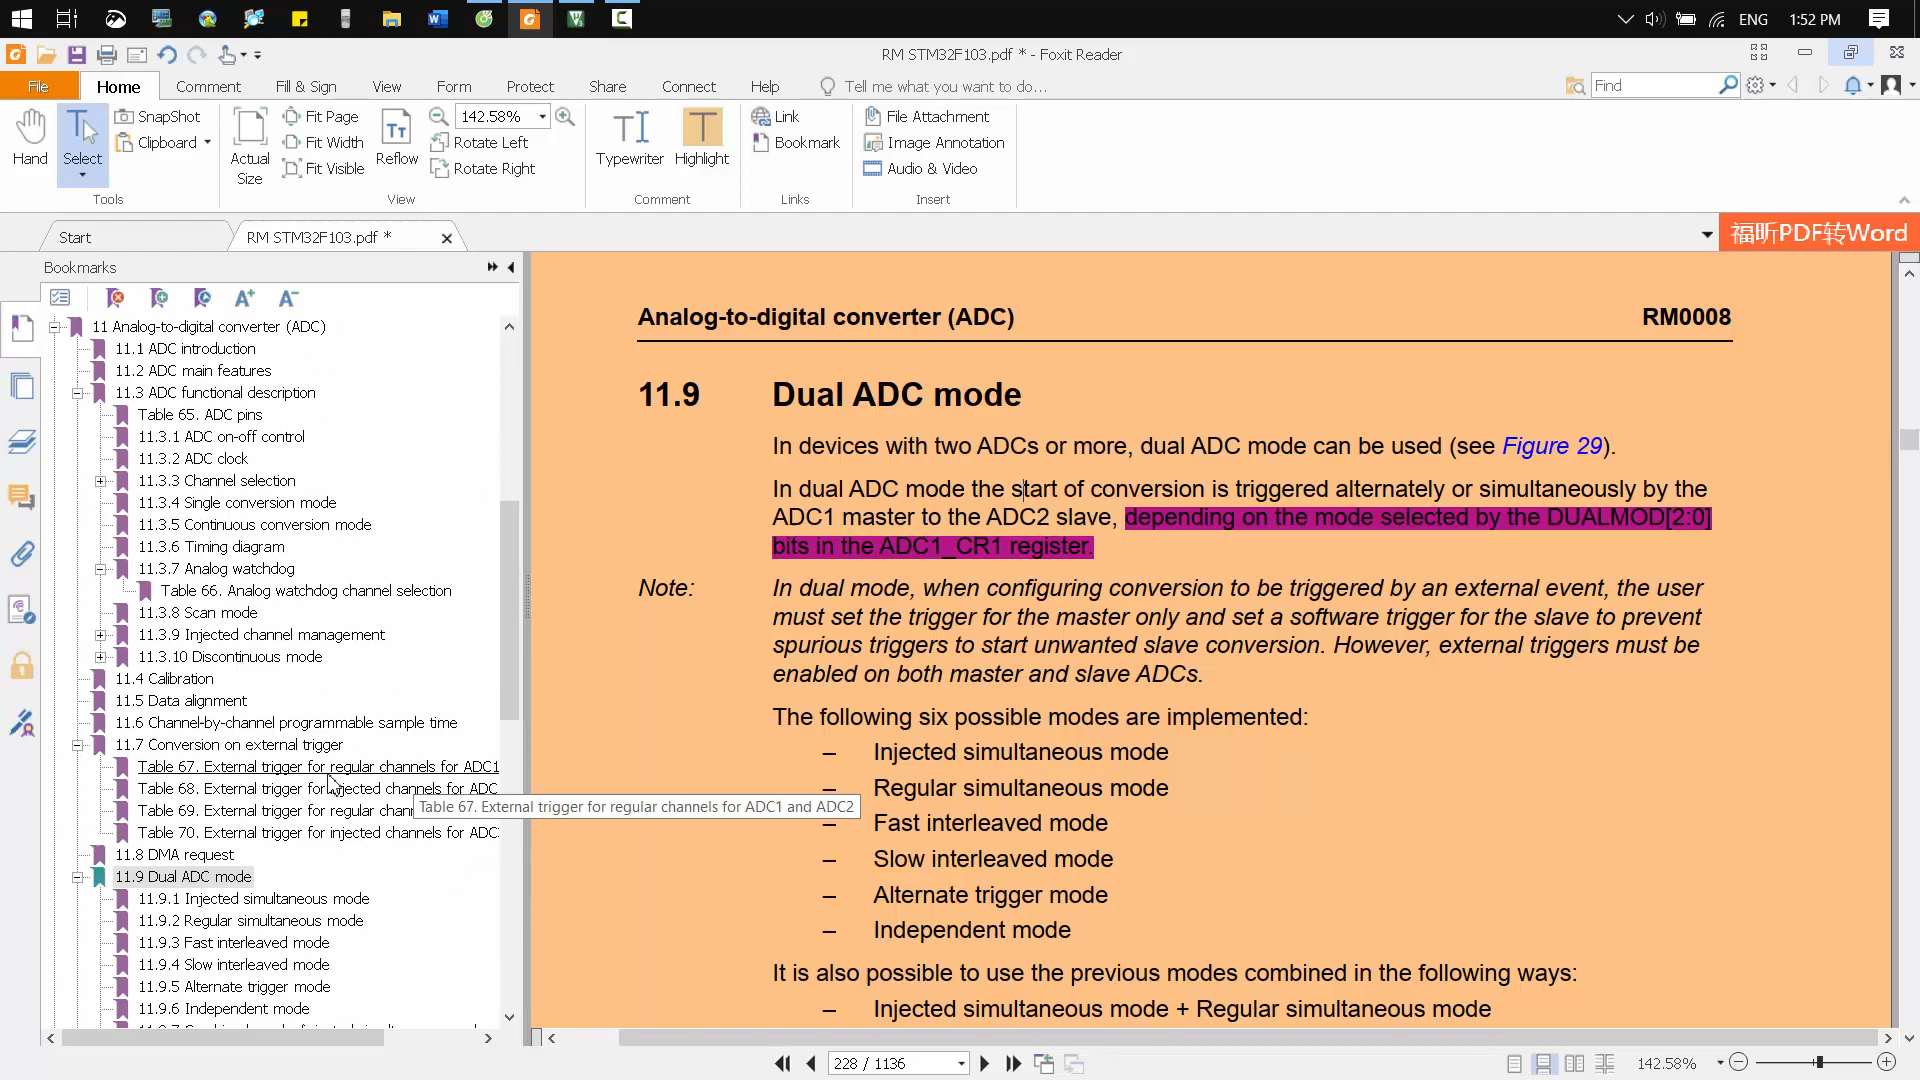 ENG 1:52 PM
RM STM32F103.pdf * - Foxit Reader
File Home Comment Fill & Sign View Form Protect Share Connect Help Tell me what you want to do... Find
Hand
Select
SnapShot
Clipboard
Tools
Actual Size
Fit Page
Fit Width
Fit Visible
Reflow
142.58%
Rotate Left
Rotate Right
View
Typewriter
Highlight
Comment
Link
Bookmark
Links
File Attachment
Image Annotation
Audio & Video
Insert
Start
RM STM32F103.pdf *
福昕PDF转Word
Bookmarks
11 Analog-to-digital converter (ADC)
11.1 ADC introduction
11.2 ADC main features
11.3 ADC functional description
Table 65. ADC pins
11.3.1 ADC on-off control
11.3.2 ADC clock
11.3.3 Channel selection
11.3.4 Single conversion mode
11.3.5 Continuous conversion mode
11.3.6 Timing diagram
11.3.7 Analog watchdog
Table 66. Analog watchdog channel selection
11.3.8 Scan mode
11.3.9 Injected channel management
11.3.10 Discontinuous mode
11.4 Calibration
11.5 Data alignment
11.6 Channel-by-channel programmable sample time
11.7 Conversion on external trigger
Table 67. External trigger for regular channels for ADC1
Table 68. External trigger for injected channels for ADC
Table 69. External trigger for regular
Table 70. External trigger for injected channels for ADC
Table 67. External trigger for regular channels for ADC1 and ADC2
11.8 DMA request
11.9 Dual ADC mode
11.9.1 Injected simultaneous mode
11.9.2 Regular simultaneous mode
11.9.3 Fast interleaved mode
11.9.4 Slow interleaved mode
11.9.5 Alternate trigger mode
11.9.6 Independent mode
Analog-to-digital converter (ADC) RM0008
11.9 Dual ADC mode
In devices with two ADCs or more, dual ADC mode can be used (see Figure 29).
In dual ADC mode the start of conversion is triggered alternately or simultaneously by the
ADC1 master to the ADC2 slave, depending on the mode selected by the DUALMOD[2:0]
bits in the ADC1_CR1 register.
Note: In dual mode, when configuring conversion to be triggered by an external event, the user
must set the trigger for the master only and set a software trigger for the slave to prevent
spurious triggers to start unwanted slave conversion. However, external triggers must be
enabled on both master and slave ADCs.
The following six possible modes are implemented:
– Injected simultaneous mode
– Regular simultaneous mode
– Fast interleaved mode
– Slow interleaved mode
– Alternate trigger mode
– Independent mode
It is also possible to use the previous modes combined in the following ways:
– Injected simultaneous mode + Regular simultaneous mode
228 / 1136
142.58%